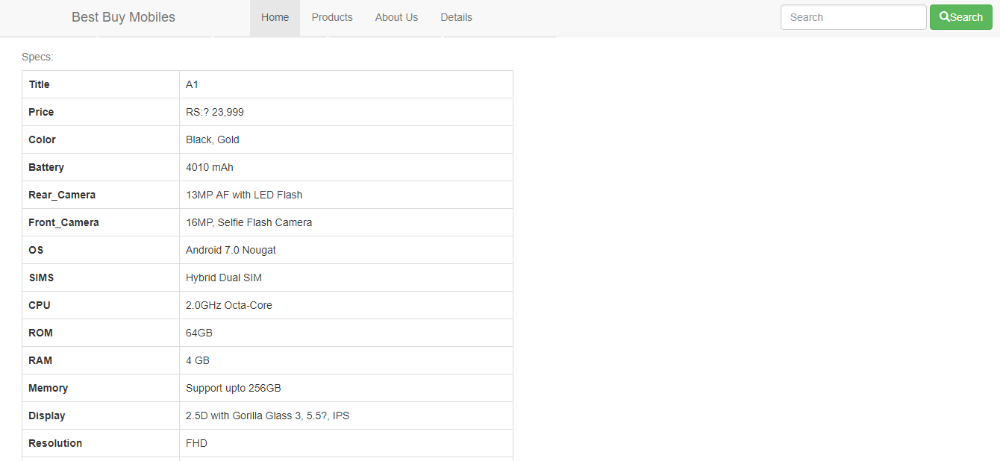 Best Buy Mobiles Home Products About Us Details Search Search
Specs:
Title A1
Price RS:? 23,999
Color Black, Gold
Battery 4010 mAh
Rear_Camera 13MP AF with LED Flash
Front_Camera 16MP, Selfie Flash Camera
OS Android 7.0 Nougat
SIMS Hybrid Dual SIM
CPU 2.0GHz Octa-Core
ROM 64GB
RAM 4 GB
Memory Support upto 256GB
Display 2.5D with Gorilla Glass 3, 5.5?, IPS
Resolution FHD